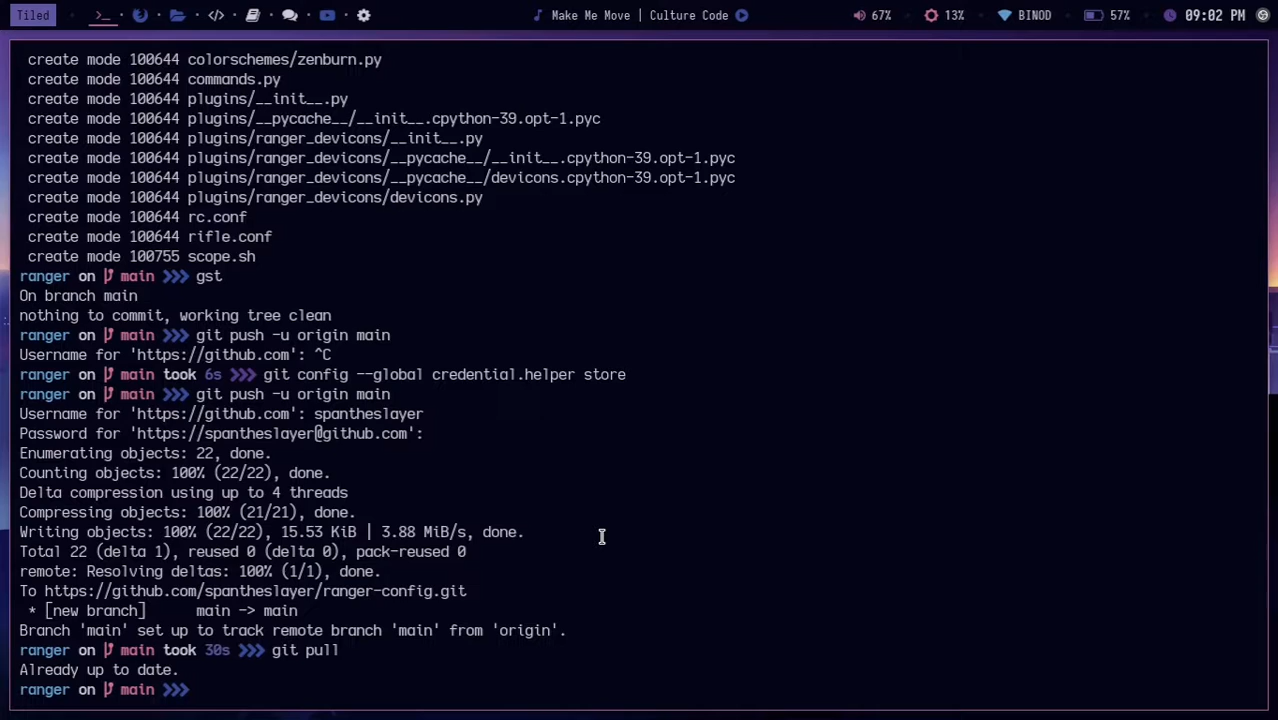 Tiled
Make Me Move | Culture Code
67%
13%
BINOD
57%
09:02 PM
create mode 100644 colorschemes/zenburn.py
create mode 100644 commands.py
create mode 100644 plugins/__init__.py
create mode 100644 plugins/__pycache__/__init__.cpython-39.opt-1.pyc
create mode 100644 plugins/ranger_devicons/__init__.py
create mode 100644 plugins/ranger_devicons/__pycache__/__init__.cpython-39.opt-1.pyc
create mode 100644 plugins/ranger_devicons/__pycache__/devicons.cpython-39.opt-1.pyc
create mode 100644 plugins/ranger_devicons/devicons.py
create mode 100644 rc.conf
create mode 100644 rifle.conf
create mode 100755 scope.sh
ranger on main >>> gst
On branch main
nothing to commit, working tree clean
ranger on main >>> git push -u origin main
Username for 'https://github.com': ^C
ranger on main took 6s >>> git config --global credential.helper store
ranger on main >>> git push -u origin main
Username for 'https://github.com': spantheslayer
Password for 'https://spantheslayer@github.com':
Enumerating objects: 22, done.
Counting objects: 100% (22/22), done.
Delta compression using up to 4 threads
Compressing objects: 100% (21/21), done.
Writing objects: 100% (22/22), 15.53 KiB | 3.88 MiB/s, done.
Total 22 (delta 1), reused 0 (delta 0), pack-reused 0
remote: Resolving deltas: 100% (1/1), done.
To https://github.com/spantheslayer/ranger-config.git
* [new branch] main -> main
Branch 'main' set up to track remote branch 'main' from 'origin'.
ranger on main took 30s >>> git pull
Already up to date.
ranger on main >>>